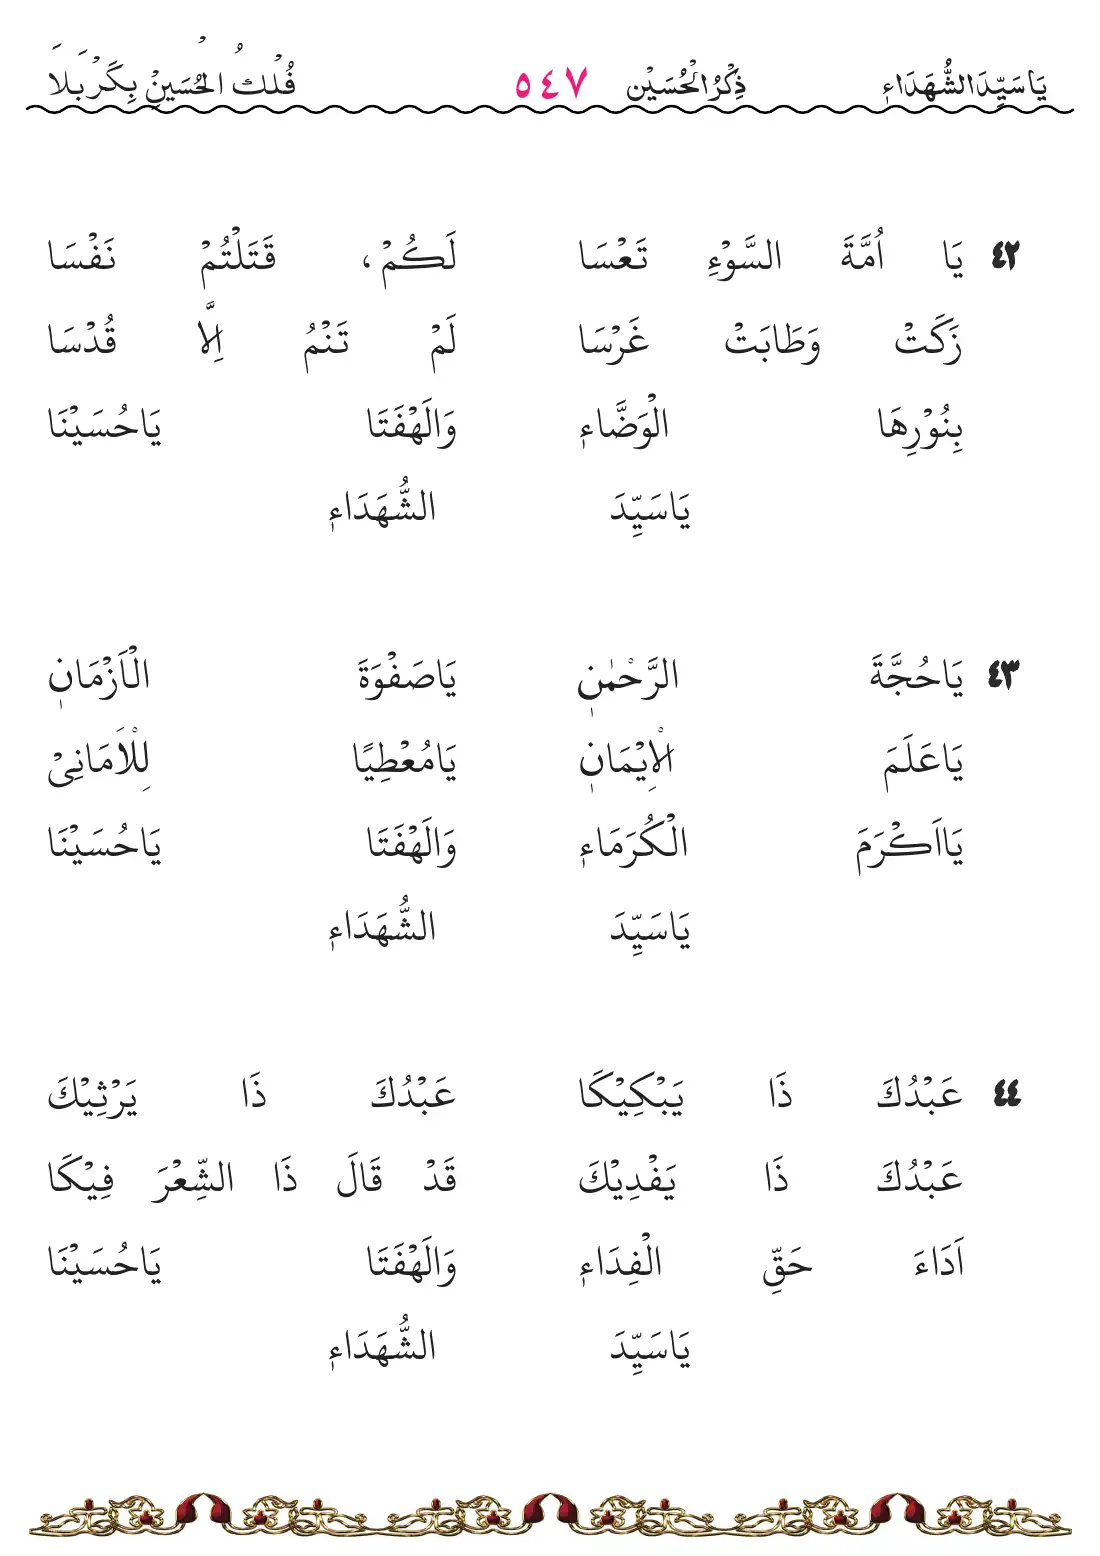 يَا سَيِّدَ الشُّهَدَاءِ ذِكْرُ الْحُسَيْن ٥٤٧ فُلْكُ الْحُسَيْنِ بِكَرْبَلَا
٤٢ يَا اُمَّةَ السَّوْءِ تَعْسَا لَكُمْ، قَتَلْتُمْ نَفْسَا
زَكَتْ وَطَابَتْ غَرْسَا لَمْ تَنْمُ اِلَّا قُدْسَا
بِنُوْرِهَا الْوَضَّاءِ وَالَهْفَتَا يَاحُسَيْنَا
يَاسَيِّدَ الشُّهَدَاءِ
٤٣ يَاحُجَّةَ الرَّحْمٰنِ يَاصَفْوَةَ الْاَزْمَانِ
يَاعَلَمَ الْاِيْمَانِ يَامُعْطِيًا لِلْاَمَانِيْ
يَااَكْرَمَ الْكُرَمَاءِ وَالَهْفَتَا يَاحُسَيْنَا
يَاسَيِّدَ الشُّهَدَاءِ
٤٤ عَبْدُكَ ذَا يَبْكِيْكَا عَبْدُكَ ذَا يَرْثِيْكَ
عَبْدُكَ ذَا يَفْدِيْكَ قَدْ قَالَ ذَا الشِّعْرَ فِيْكَا
اَدَاءَ حَقِّ الْفِدَاءِ وَالَهْفَتَا يَاحُسَيْنَا
يَاسَيِّدَ الشُّهَدَاءِ